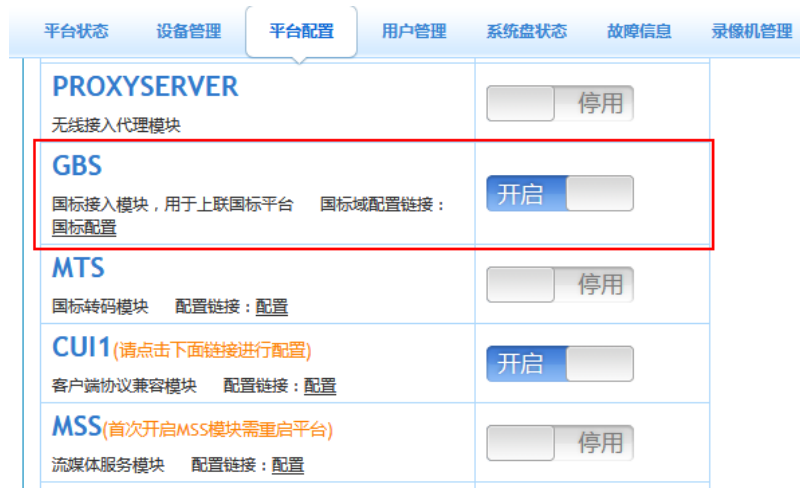 平台状态 设备管理 平台配置 用户管理 系统盘状态 故障信息 录像机管理
PROXYSERVER
停用
无线接入代理模块
GBS
国标接入模块，用于上联国标平台 国标域配置链接：
国标配置
开启
MTS
停用
国标转码模块 配置链接：配置
CUI1(请点击下面链接进行配置)
开启
客户端协议兼容模块 配置链接：配置
MSS(首次开启MSS模块需重启平台)
停用
流媒体服务模块 配置链接：配置